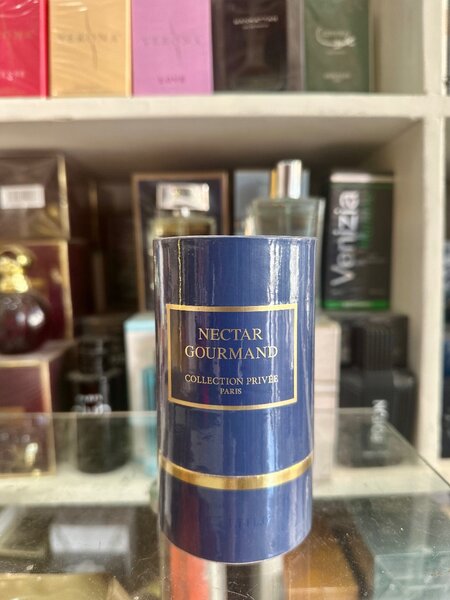 VERONA
VERONA
Venizia
NECTAR
GOURMAND
COLLECTION PRIVÉE
PARIS